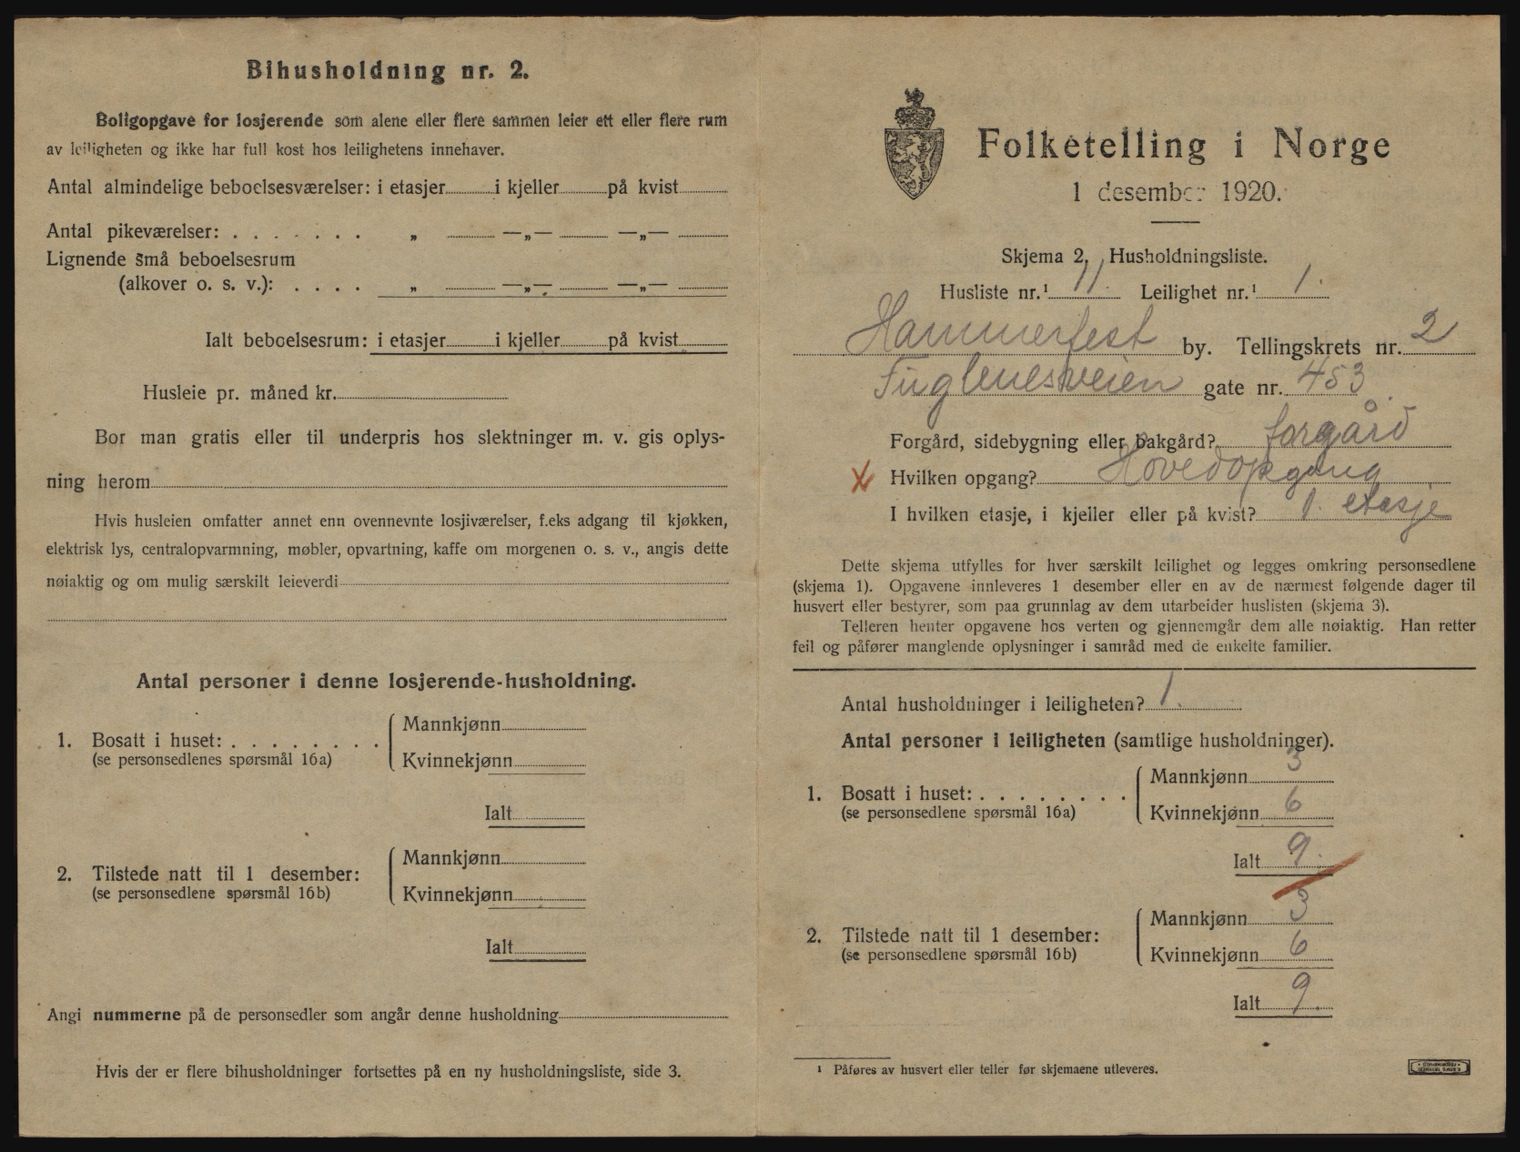 Bihusholdning nr. 2.
Boligopgave for losjerende som alene eller flere sammen leier ett eller flere rum
av leiligheten og ikke har full kost hos leilighetens innehaver.
Antal almindelige beboelsesværelser: i etasjer i kjeller på kvist
Antal pikeværelser: . . . . . . . „ —„— —„—
Lignende små beboelsesrum
(alkover o. s. v.): . . . . „ —„— —„—
Ialt beboelsesrum: i etasjer i kjeller på kvist
Husleie pr. måned kr.
Bor man gratis eller til underpris hos slektninger m. v. gis oplys-
ning herom
Hvis husleien omfatter annet enn ovennevnte losjiværelser, f.eks adgang til kjøkken,
elektrisk lys, centralopvarmning, møbler, opvartning, kaffe om morgenen o. s. v., angis dette
nøiaktig og om mulig særskilt leieverdi
Antal personer i denne losjerende-husholdning.
1. Bosatt i huset: . . . . . . . . Mannkjønn
(se personsedlenes spørsmål 16a) Kvinnekjønn
Ialt
2. Tilstede natt til 1 desember: Mannkjønn
(se personsedlene spørsmål 16b) Kvinnekjønn
Ialt
Angi nummerne på de personsedler som angår denne husholdning
Hvis der er flere bihusholdninger fortsettes på en ny husholdningsliste, side 3.
Folketelling i Norge
1 desember 1920.
Skjema 2. Husholdningsliste.
Husliste nr.¹ 11. Leilighet nr.¹ 1.
Hammerfest by. Tellingskrets nr. 2
Fuglenesveien gate nr. 453.
Forgård, sidebygning eller bakgård? forgård
X Hvilken opgang? Hovedopgang
I hvilken etasje, i kjeller eller på kvist? 1. etasje
Dette skjema utfylles for hver særskilt leilighet og legges omkring personsedlene
(skjema 1). Opgavene innleveres 1 desember eller en av de nærmest følgende dager til
husvert eller bestyrer, som paa grunnlag av dem utarbeider huslisten (skjema 3).
Telleren henter opgavene hos verten og gjennemgår dem alle nøiaktig. Han retter
feil og påfører manglende oplysninger i samråd med de enkelte familier.
Antal husholdninger i leiligheten? 1.
Antal personer i leiligheten (samtlige husholdninger).
1. Bosatt i huset: . . . . . . . . Mannkjønn 3
(se personsedlene spørsmål 16a) Kvinnekjønn 6
Ialt 9.
2. Tilstede natt til 1 desember: Mannkjønn 3
(se personsedlene spørsmål 16b) Kvinnekjønn 6
Ialt 9.
¹ Påføres av husvert eller teller før skjemaene utleveres.